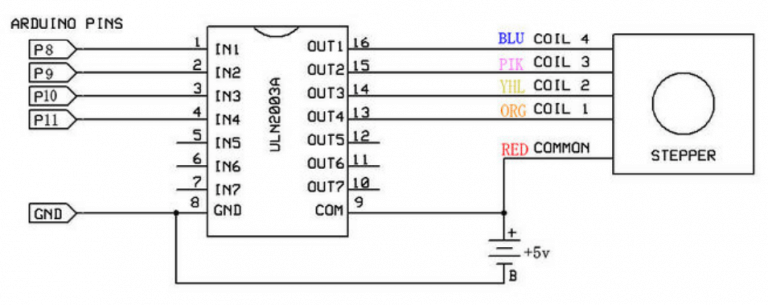 ARDUINO PINS
P8 1 IN1 OUT1 16 BLU COIL 4
P9 2 IN2 OUT2 15 PIK COIL 3
P10 3 IN3 OUT3 14 YHL COIL 2
P11 4 IN4 OUT4 13 ORG COIL 1
5 IN5 OUT5 12
6 IN6 OUT6 11
7 IN7 OUT7 10
GND 8 GND COM 9
ULN2003A
RED COMMON
STEPPER
+
+5v
B